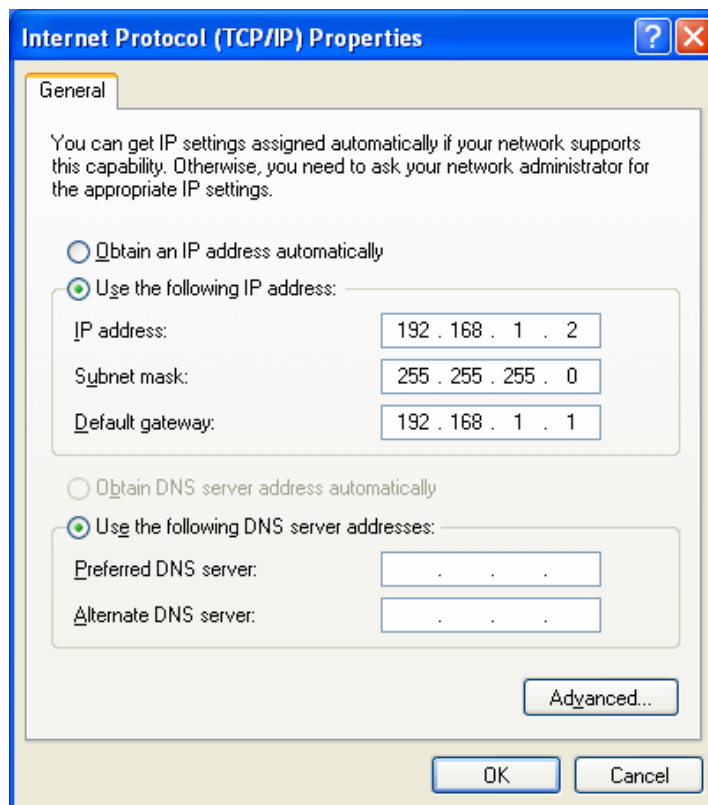 Internet Protocol (TCP/IP) Properties
General
You can get IP settings assigned automatically if your network supports
this capability. Otherwise, you need to ask your network administrator for
the appropriate IP settings.
Obtain an IP address automatically
Use the following IP address:
IP address: 192 . 168 . 1 . 2
Subnet mask: 255 . 255 . 255 . 0
Default gateway: 192 . 168 . 1 . 1
Obtain DNS server address automatically
Use the following DNS server addresses:
Preferred DNS server: . . .
Alternate DNS server: . . .
Advanced...
OK Cancel